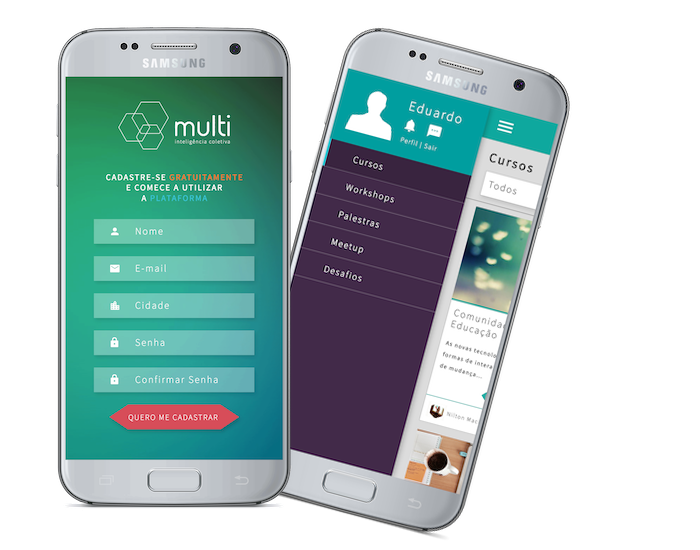 SAMSUNG
multi
inteligência coletiva
CADASTRE-SE GRATUITAMENTE
E COMECE A UTILIZAR
A PLATAFORMA
Nome
E-mail
Cidade
Senha
Confirmar Senha
QUERO ME CADASTRAR
SAMSUNG
Eduardo
Perfil | Sair
Cursos
Workshops
Palestras
Meetup
Desafios
Cursos
Todos
Comunidad
Educação
As novas tecnolo
formas de intera
de mudança...
Nilton